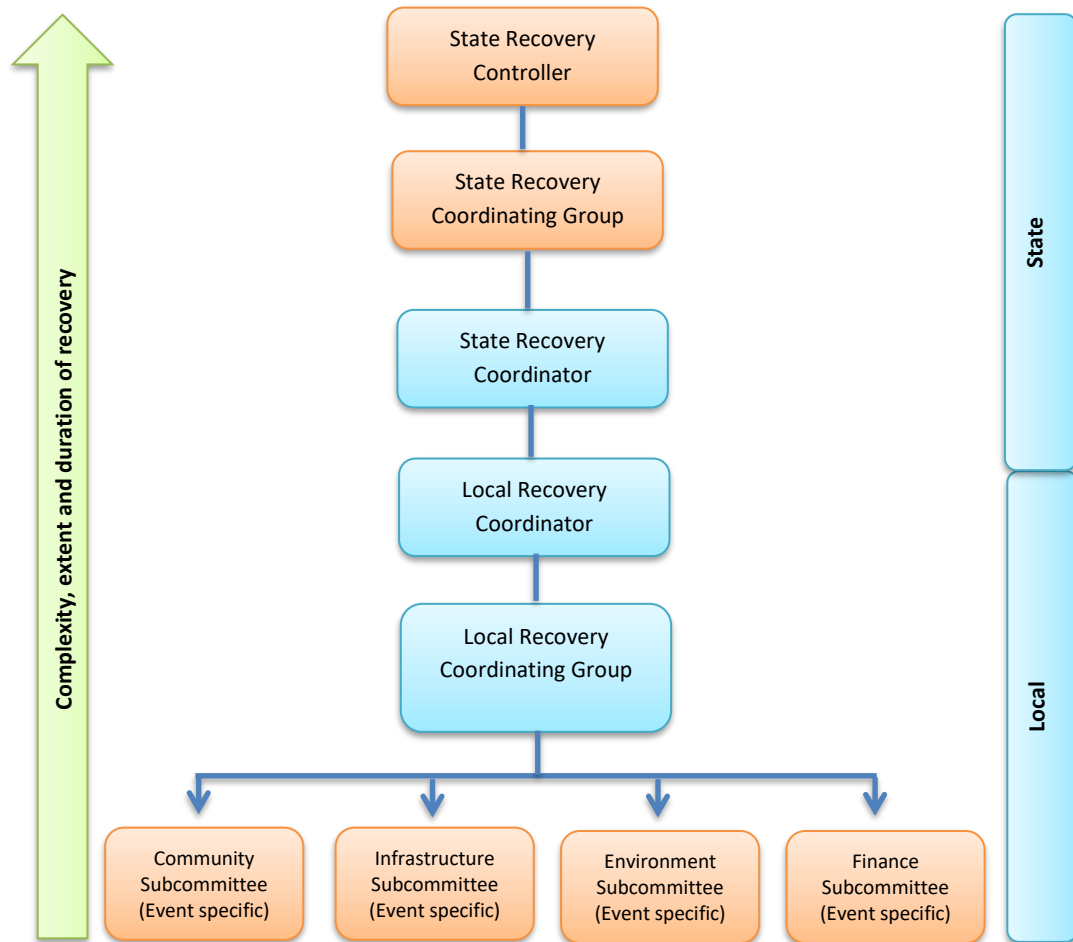 State Recovery
Controller
State Recovery
Coordinating Group
State Recovery
Coordinator
Local Recovery
Coordinator
Local Recovery
Coordinating Group
Community
Subcommittee
(Event specific)
Infrastructure
Subcommittee
(Event specific)
Environment
Subcommittee
(Event specific)
Finance
Subcommittee
(Event specific)
Complexity, extent and duration of recovery
State
Local